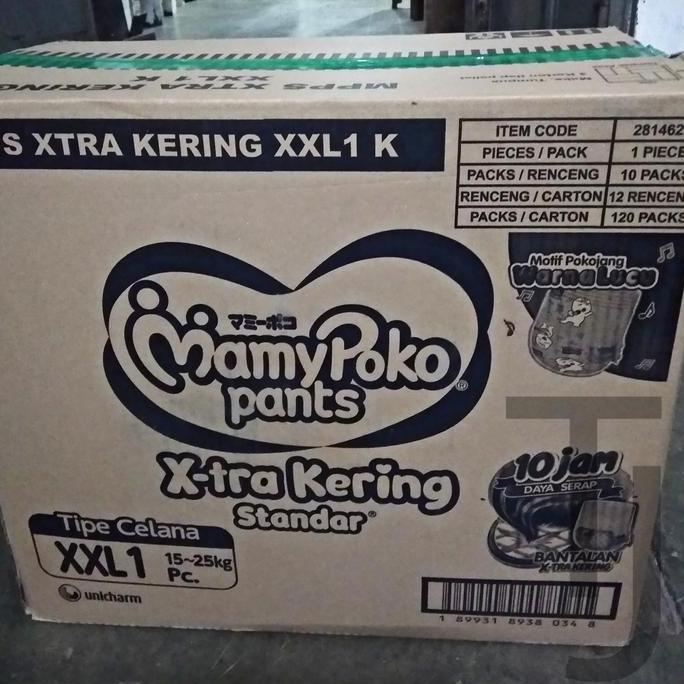 MPPS XTRA KERING
XXL1 K
S XTRA KERING XXL1 K
ITEM CODE 281462
PIECES / PACK 1 PIECE
PACKS / RENCENG 10 PACKS
RENCENG / CARTON 12 RENCEN
PACKS / CARTON 120 PACKS
Motif Pokojang
Warna Lucu
マミーポコ
MamyPoko®
pants
X-tra Kering
Standar®
10 jam
DAYA SERAP
BANTALAN
X-TRA KERING
Tipe Celana
XXL1 15~25kg
Pc.
unicharm
1 89931 8938 034 8
TJ